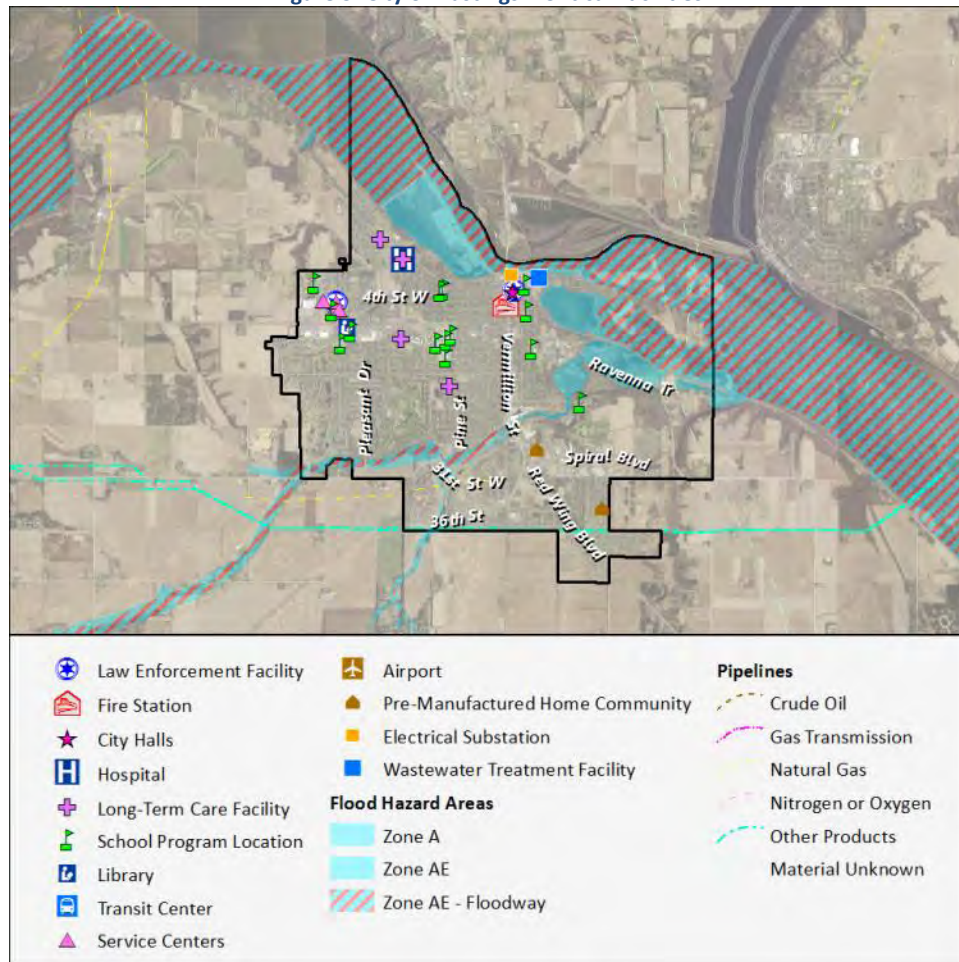 4th St W
Pleasant Dr
Pine St
Vermillion St
Ravenna Tr
Spiral Blvd
31st St W
Red Wing Blvd
36th St
Law Enforcement Facility
Fire Station
City Halls
Hospital
Long-Term Care Facility
School Program Location
Library
Transit Center
Service Centers
Airport
Pre-Manufactured Home Community
Electrical Substation
Wastewater Treatment Facility
Flood Hazard Areas
Zone A
Zone AE
Zone AE - Floodway
Pipelines
Crude Oil
Gas Transmission
Natural Gas
Nitrogen or Oxygen
Other Products
Material Unknown